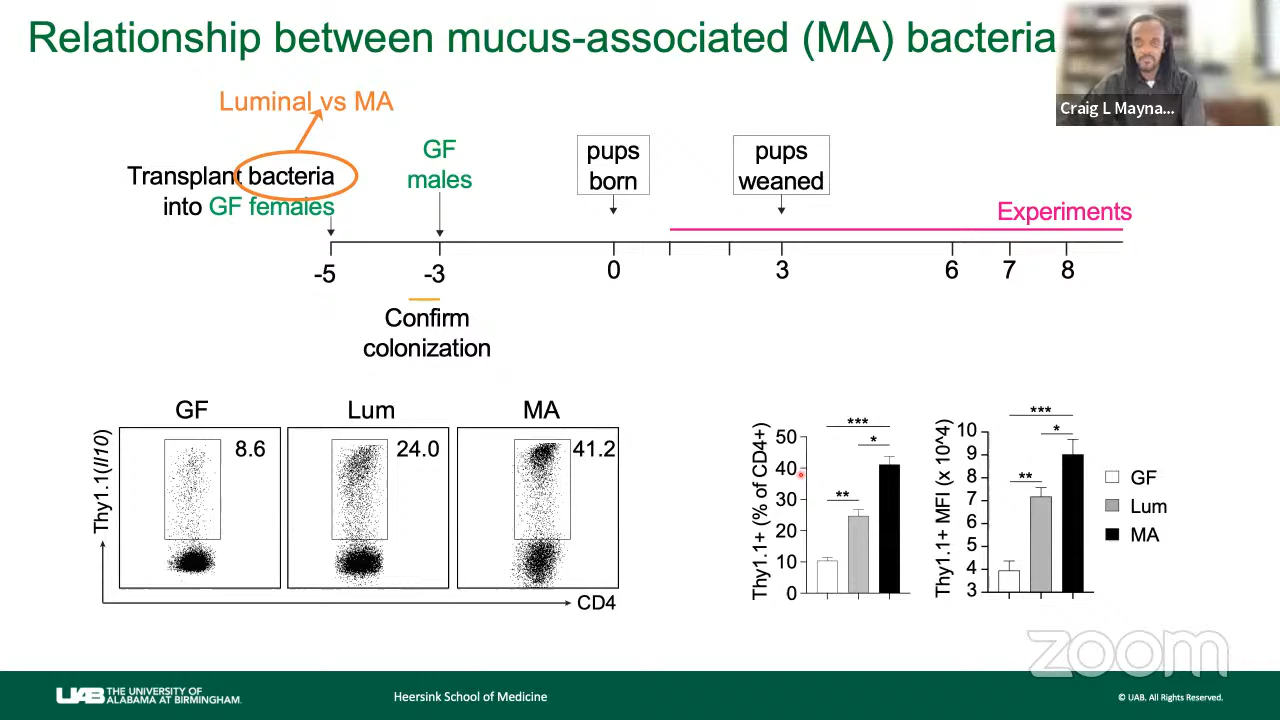 Relationship between mucus-associated (MA) bacteria
Craig L Mayna...
Luminal vs MA
Transplant bacteria
into GF females
GF
males
pups
born
pups
weaned
Experiments
-5
-3
0
3
6
7
8
Confirm
colonization
GF
Lum
MA
Thy1.1(Il10)
8.6
24.0
41.2
CD4
Thy1.1+ (% of CD4+)
50
40
30
20
10
0
***
*
**
Thy1.1+ MFI (x 10^4)
10
9
8
7
6
5
4
3
***
*
**
GF
Lum
MA
zoom
UAB THE UNIVERSITY OF
ALABAMA AT BIRMINGHAM.
Heersink School of Medicine
© UAB. All Rights Reserved.